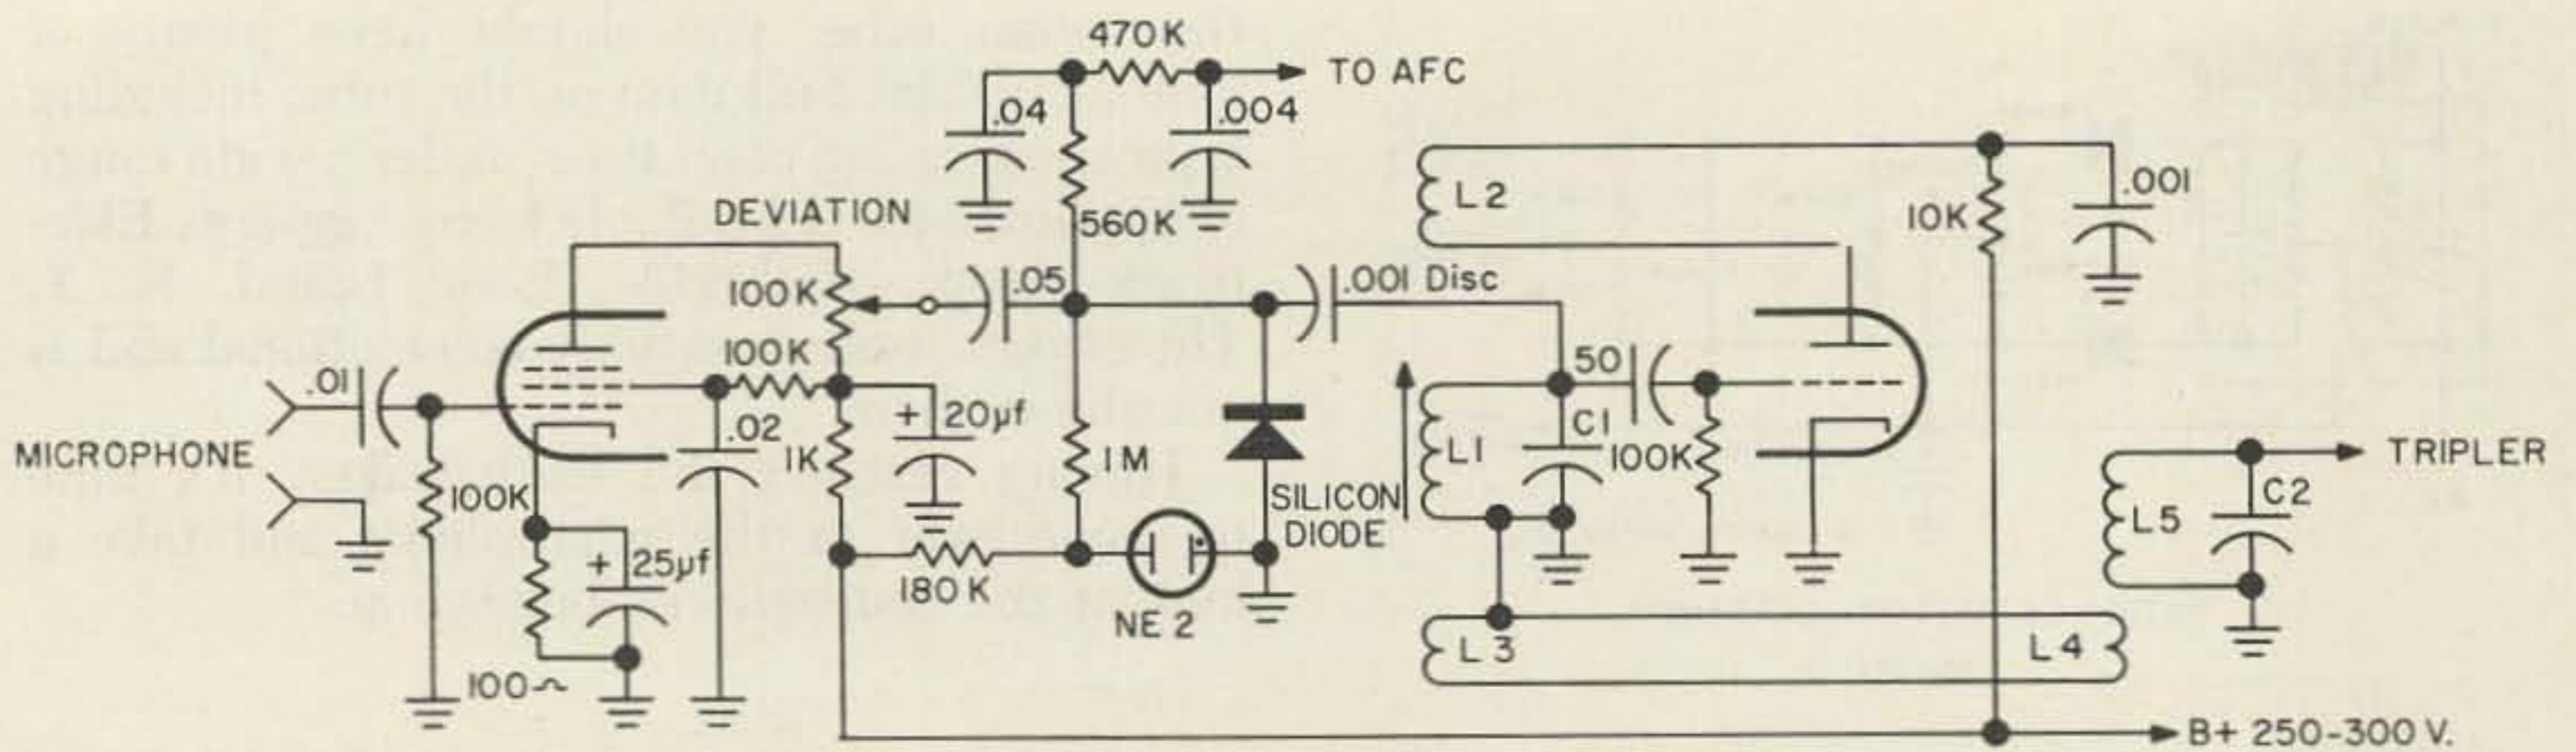 470K
TO AFC
.04
.004
L2
10K
.001
DEVIATION
560K
100K
.05
.001 Disc
100K
.01
50
+ 20µf
C1
MICROPHONE
.02
1K
1M
L1
100K
TRIPLER
100K
SILICON
DIODE
C2
L5
+ 25µf
180K
NE 2
L3
L4
100
B+ 250-300 V.